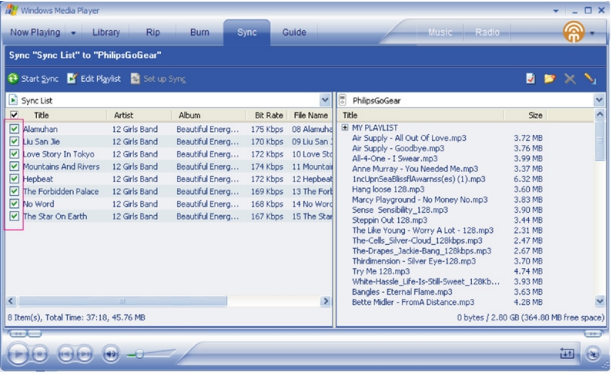 Windows Media Player
Now Playing Library Rip Burn Sync Guide Music Radio
Sync "Sync List" to "PhilipsGoGear"
Start Sync Edit Playlist Set up Sync
Sync List
Title Artist Album Bit Rate File Name
Alamuhan 12 Girls Band Beautiful Energ... 175 Kbps 08 Alamuha
Liu San Jie 12 Girls Band Beautiful Energ... 170 Kbps 09 Liu San J
Love Story In Tokyo 12 Girls Band Beautiful Energ... 172 Kbps 10 Love Sto
Mountains And Rivers 12 Girls Band Beautiful Energ... 174 Kbps 11 Mountain
Hepbeat 12 Girls Band Beautiful Energ... 172 Kbps 12 Hepbeat
The Forbidden Palace 12 Girls Band Beautiful Energ... 169 Kbps 13 The Forb
No Word 12 Girls Band Beautiful Energ... 168 Kbps 14 No Word
The Star On Earth 12 Girls Band Beautiful Energ... 167 Kbps 15 The Star
8 Item(s), Total Time: 37:18, 45.76 MB
PhilipsGoGear
Title Size
MY PLAYLIST
Air Supply - All Out Of Love.mp3 3.72 MB
Air Supply - Goodbye.mp3 3.76 MB
All-4-One - I Swear.mp3 3.99 MB
Anne Murray - You Needed Me.mp3 3.37 MB
1ncUpnSeaBlissflAwarnss(es) (1).mp3 6.32 MB
Hang loose 128.mp3 3.60 MB
Marcy Playground - No Money No.mp3 3.83 MB
Sense Sensibility_128.mp3 3.90 MB
Steppin Out 128.mp3 3.44 MB
The Like Young - Worry A Lot - 128.mp3 2.31 MB
The-Cells_Silver-Cloud_128kbps.mp3 2.47 MB
The-Drapes_Jackie-Bang_128kbps.mp3 2.67 MB
Thirdimension - Silver Eye-128.mp3 3.70 MB
Try Me 128.mp3 4.74 MB
White-Hassle_Life-Is-Still-Sweet_128Kb... 3.93 MB
Bangles - Eternal Flame.mp3 3.63 MB
Bette Midler - FromA Distance.mp3 4.28 MB
0 bytes / 2.80 GB (364.80 MB free space)